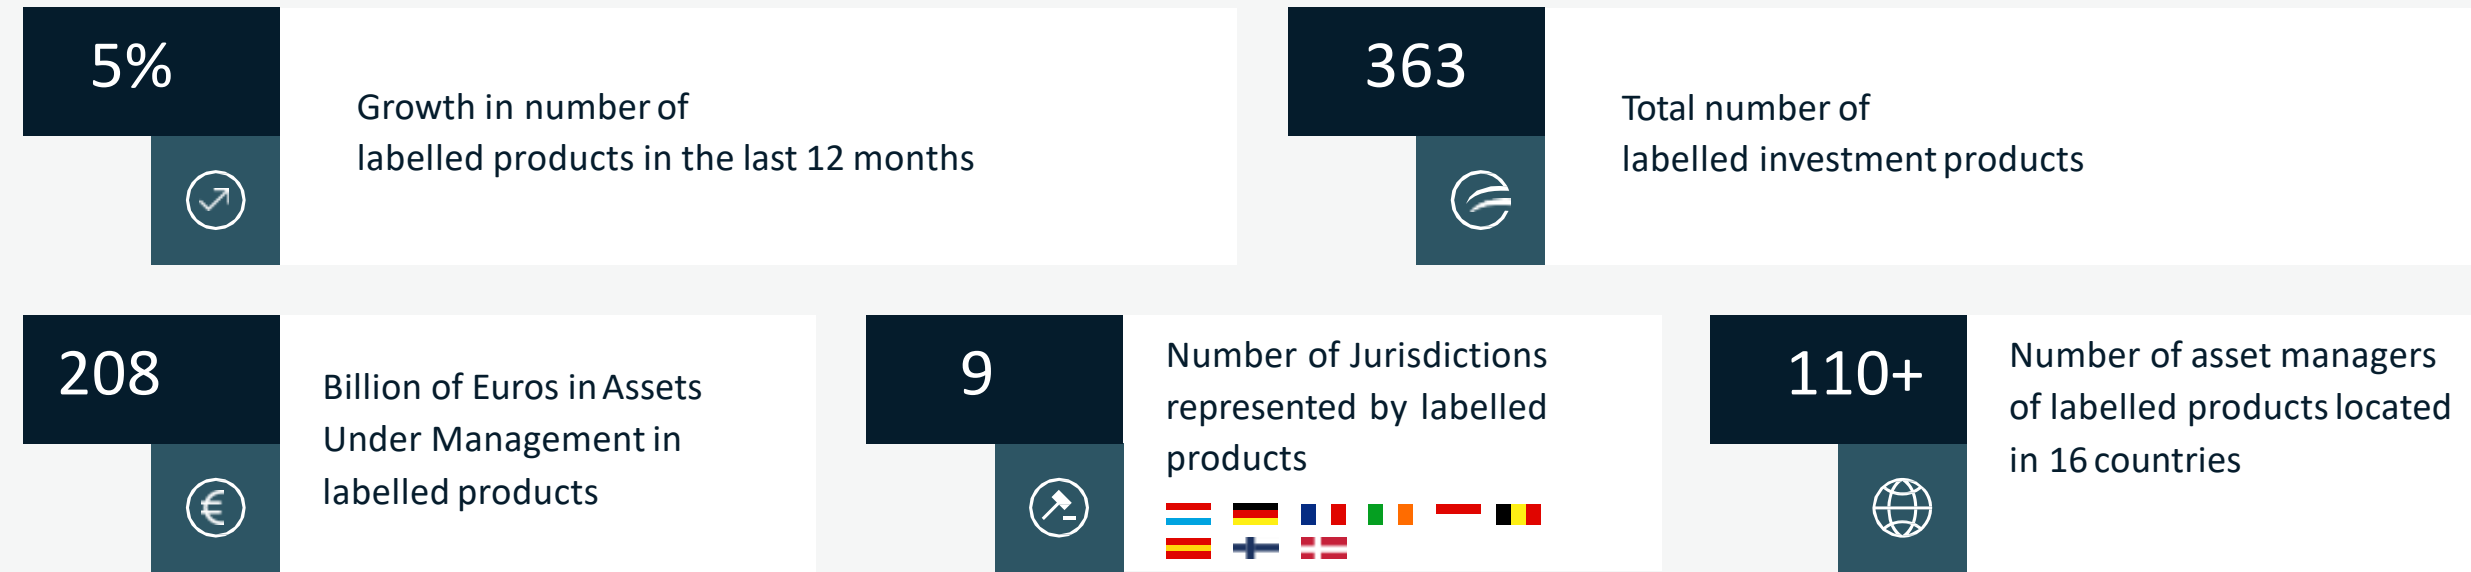 5%
Growth in number of
labelled products in the last 12 months
363
Total number of
labelled investment products
208
Billion of Euros in Assets
Under Management in
labelled products
€
9
Number of Jurisdictions
represented by labelled
products
110+
Number of asset managers
of labelled products located
in 16 countries